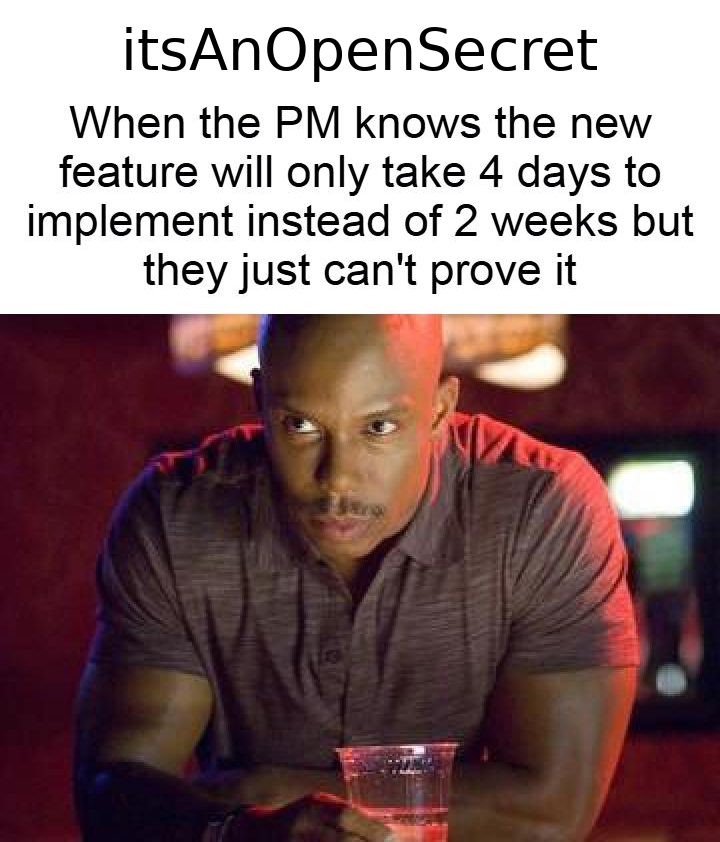 itsAnOpenSecret
When the PM knows the new
feature will only take 4 days to
implement instead of 2 weeks but
they just can't prove it